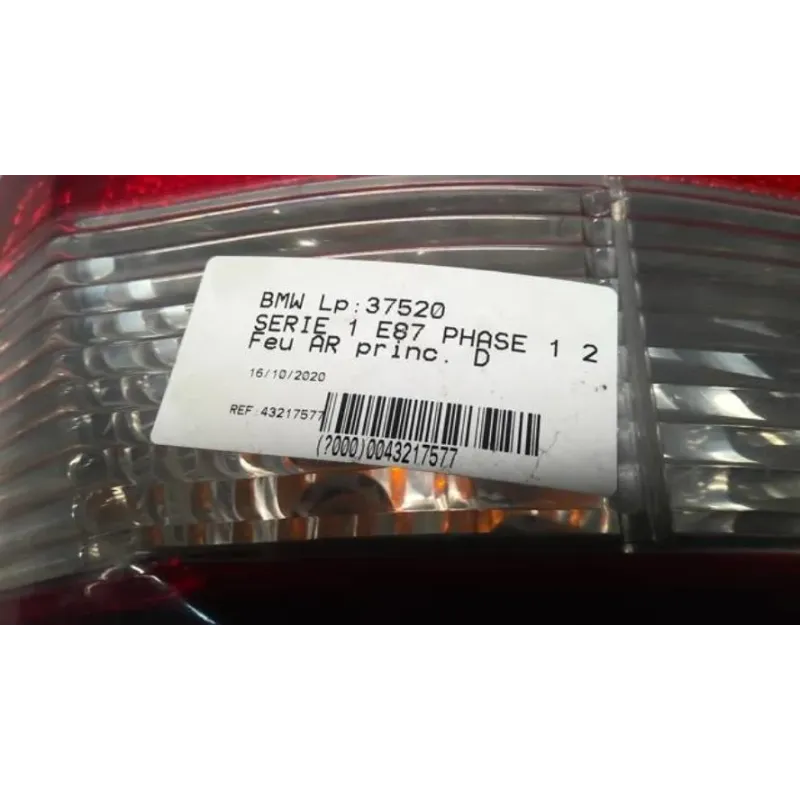 BMW Lp:37520
SERIE 1 E87 PHASE 1 2
Feu AR princ. D
16/10/2020
REF:43217577
(?000)0043217577